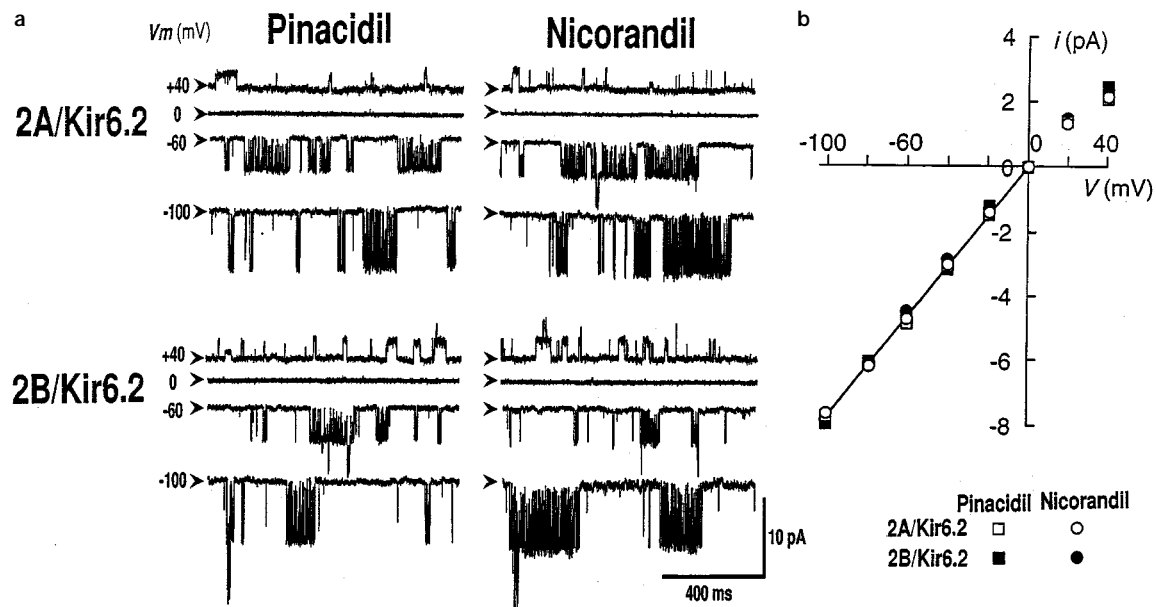 a
Vm (mV)
Pinacidil
Nicorandil
2A/Kir6.2
+40
0
-60
-100
2B/Kir6.2
+40
0
-60
-100
10 pA
400 ms
b
i (pA)
4
2
0
-2
-4
-6
-8
-100
-60
0
40
V (mV)
Pinacidil Nicorandil
2A/Kir6.2
2B/Kir6.2